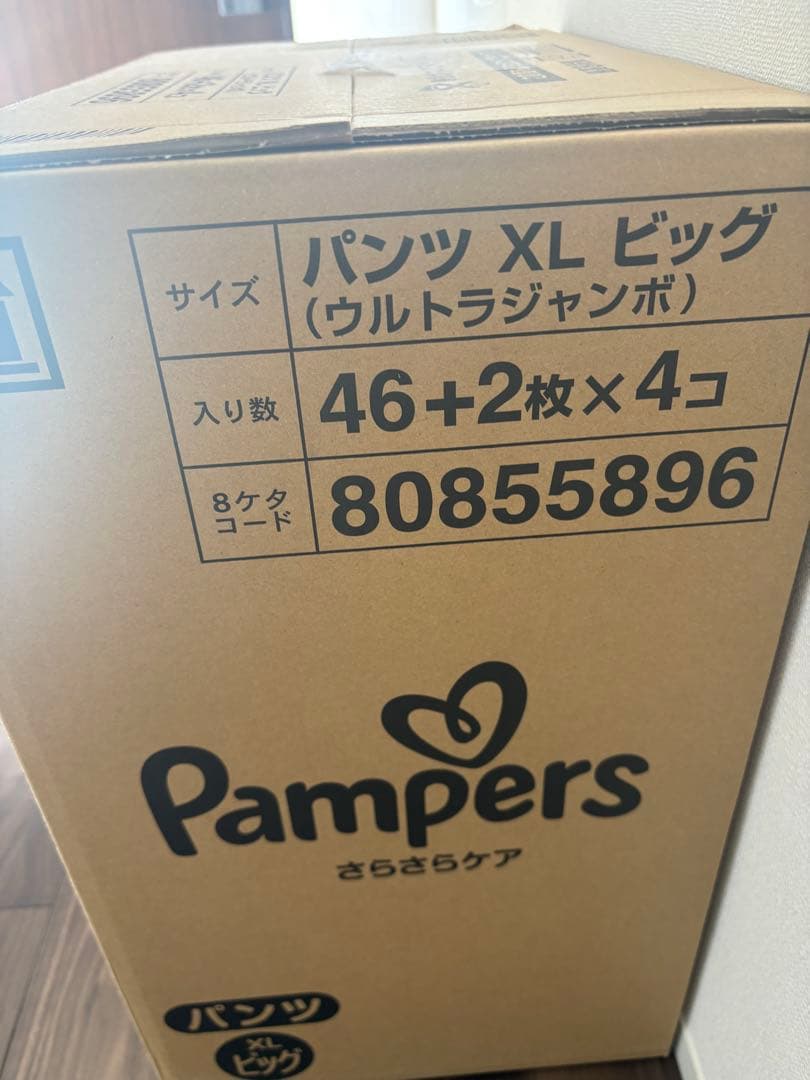 サイズ
パンツ XL ビッグ
(ウルトラジャンボ)
入り数
46+2枚×4コ
8ケタ
コード
80855896
Pampers
さらさらケア
パンツ
XL
ビッグ